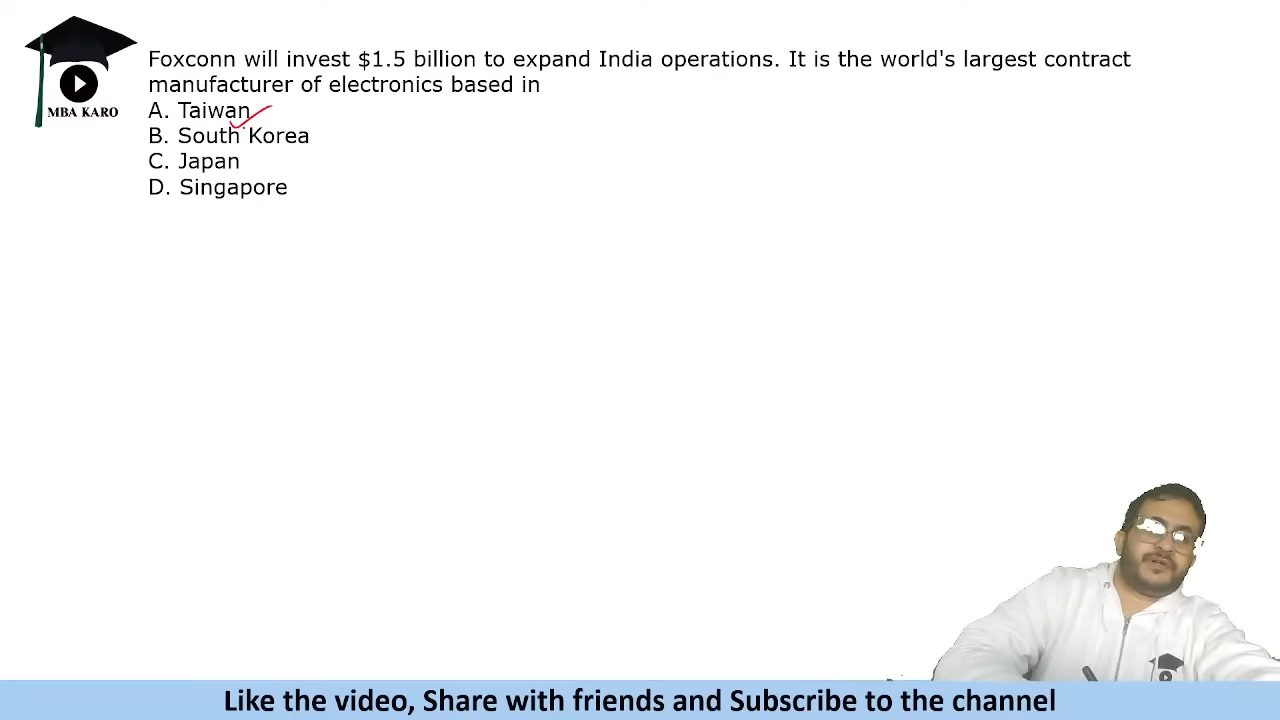 MBA KARO
Foxconn will invest $1.5 billion to expand India operations. It is the world's largest contract
manufacturer of electronics based in
A. Taiwan
B. South Korea
C. Japan
D. Singapore
Like the video, Share with friends and Subscribe to the channel